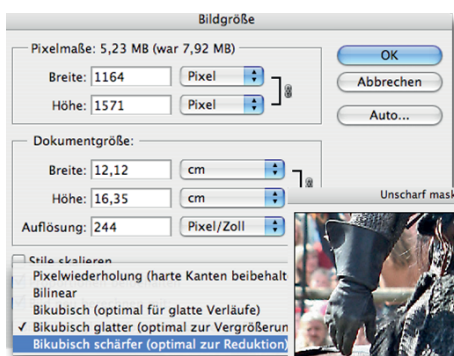 Bildgröße
Pixelmaße: 5,23 MB (war 7,92 MB)
OK
Breite: 1164 Pixel
Abbrechen
Höhe: 1571 Pixel
Auto...
Dokumentgröße:
Breite: 12,12 cm
Höhe: 16,35 cm
Unscharf mask
Auflösung: 244 Pixel/Zoll
Stile skalieren
Pixelwiederholung (harte Kanten beibehalt
Bilinear
Bikubisch (optimal für glatte Verläufe)
✓ Bikubisch glatter (optimal zur Vergrößerun
Bikubisch schärfer (optimal zur Reduktion)